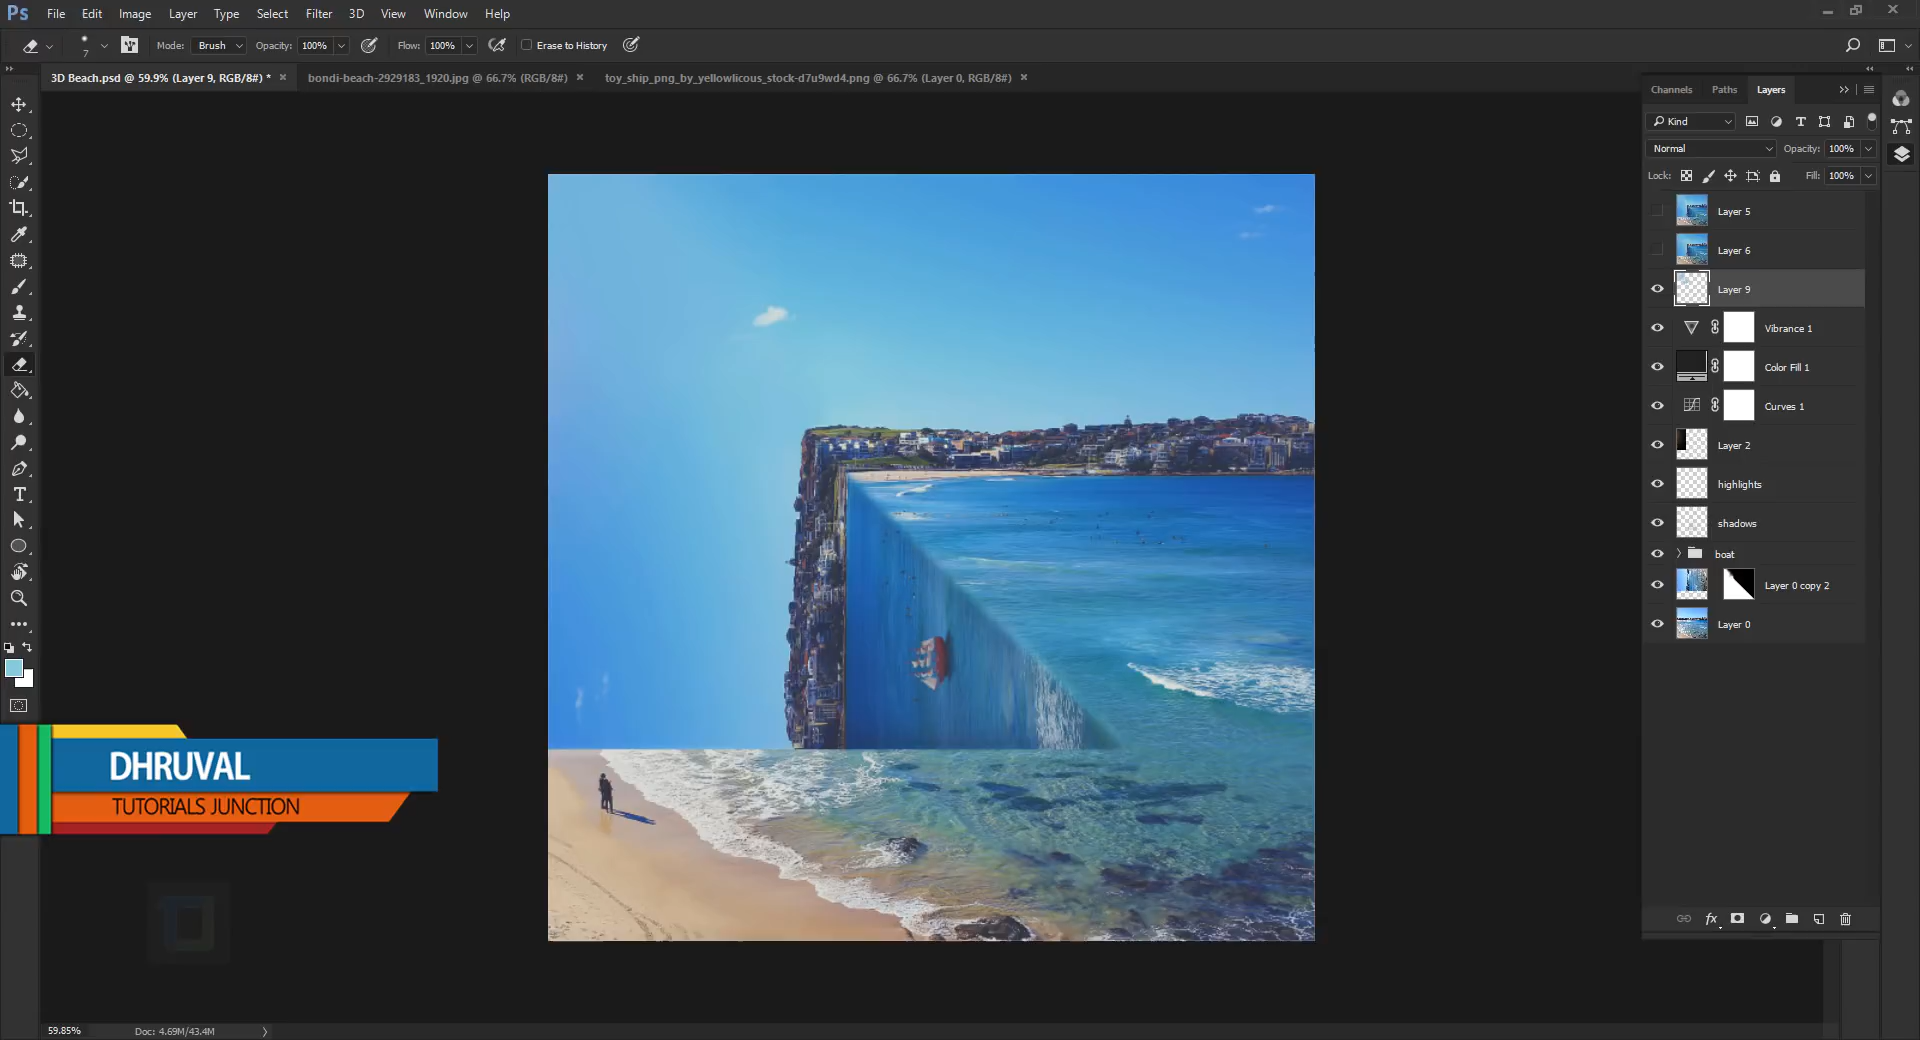 Ps File Edit Image Layer Type Select Filter 3D View Window Help
7 Mode: Brush Opacity: 100% Flow: 100% Erase to History
3D Beach.psd @ 59.9% (Layer 9, RGB/8#) * bondi-beach-2929183_1920.jpg @ 66.7% (RGB/8#) toy_ship_png_by_yellowlicous_stock-d7u9wd4.png @ 66.7% (Layer 0, RGB/8#)
Channels Paths Layers
Kind
Normal Opacity: 100%
Lock: Fill: 100%
Layer 5
Layer 6
Layer 9
Vibrance 1
Color Fill 1
Curves 1
Layer 2
highlights
shadows
boat
Layer 0 copy 2
Layer 0
DHRUVAL
TUTORIALS JUNCTION
fx
59.85% Doc: 4.69M/43.4M